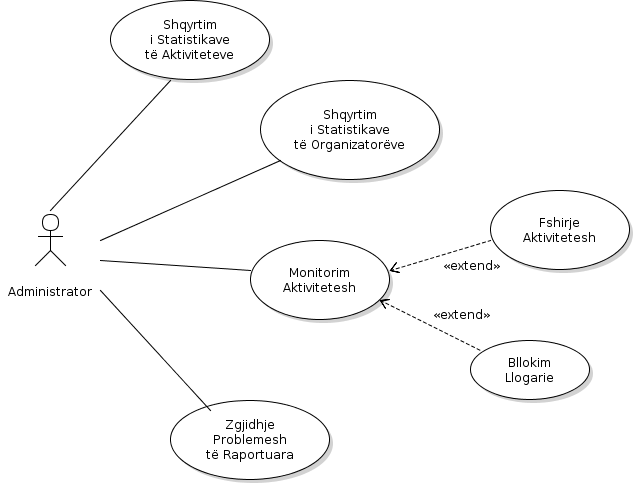 Shqyrtim
i Statistikave
të Aktiviteteve
Shqyrtim
i Statistikave
të Organizatorëve
Fshirje
Aktivitetesh
«extend»
Administrator
Monitorim
Aktivitetesh
«extend»
Bllokim
Llogarie
Zgjidhje
Problemesh
të Raportuara